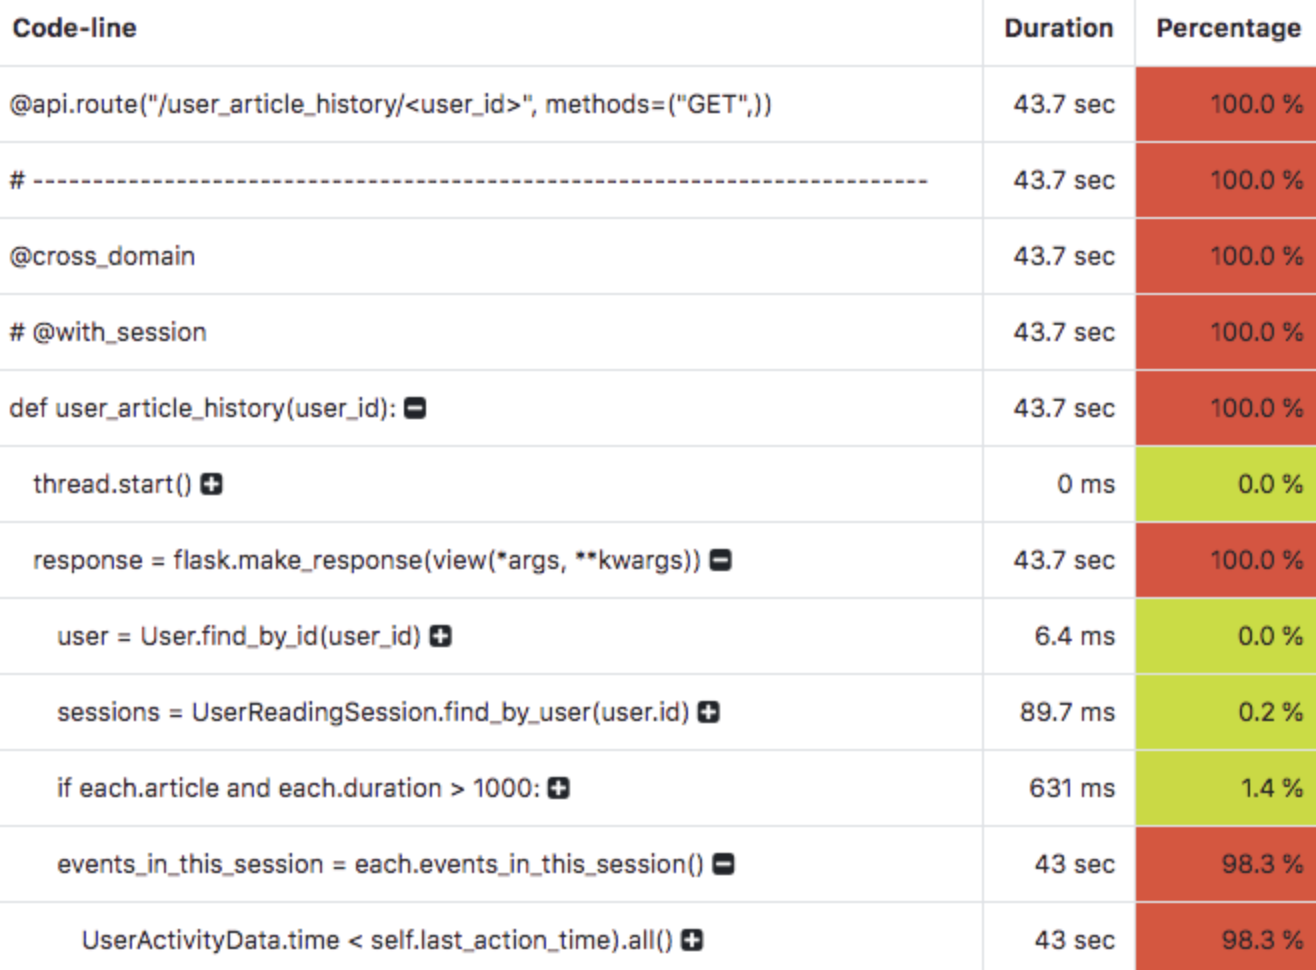 Code-line Duration Percentage
@api.route("/user_article_history/<user_id>", methods=("GET",)) 43.7 sec 100.0 %
# --------------------------------------------------------------------------- 43.7 sec 100.0 %
@cross_domain 43.7 sec 100.0 %
# @with_session 43.7 sec 100.0 %
def user_article_history(user_id): 43.7 sec 100.0 %
thread.start() 0 ms 0.0 %
response = flask.make_response(view(*args, **kwargs)) 43.7 sec 100.0 %
user = User.find_by_id(user_id) 6.4 ms 0.0 %
sessions = UserReadingSession.find_by_user(user.id) 89.7 ms 0.2 %
if each.article and each.duration > 1000: 631 ms 1.4 %
events_in_this_session = each.events_in_this_session() 43 sec 98.3 %
UserActivityData.time < self.last_action_time).all() 43 sec 98.3 %